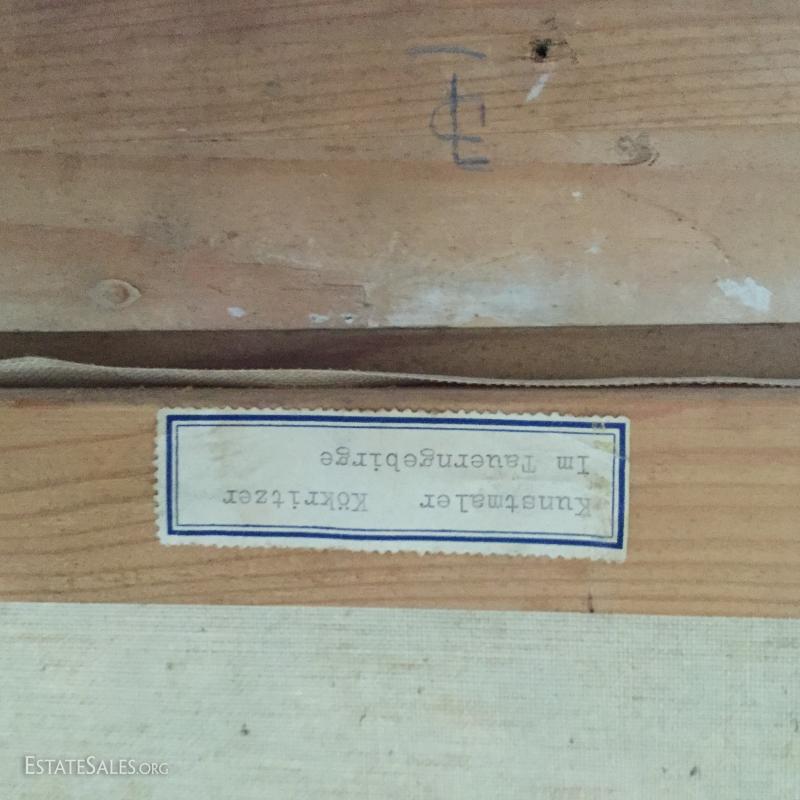 Kunstmaler Kökritzer
Im Tauerngebirge
EstateSales.org